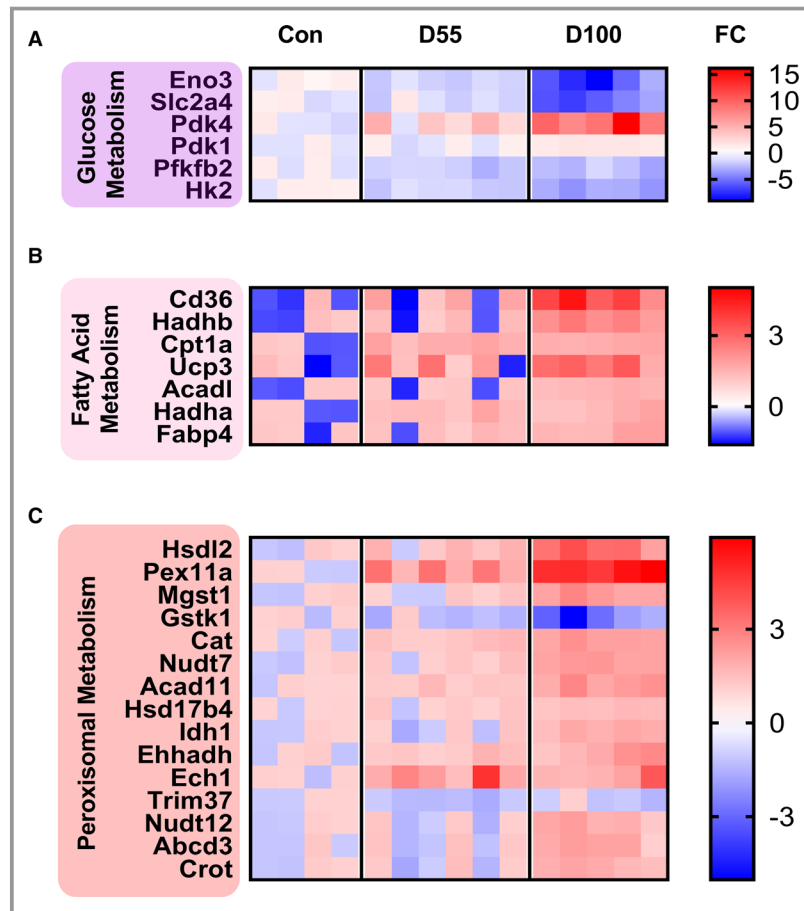 A
Con D55 D100 FC
Glucose
Metabolism
Eno3
Slc2a4
Pdk4
Pdk1
Pfkfb2
Hk2
15
10
5
0
-5
B
Fatty Acid
Metabolism
Cd36
Hadhb
Cpt1a
Ucp3
Acadl
Hadha
Fabp4
3
0
C
Peroxisomal Metabolism
Hsdl2
Pex11a
Mgst1
Gstk1
Cat
Nudt7
Acad11
Hsd17b4
Idh1
Ehhadh
Ech1
Trim37
Nudt12
Abcd3
Crot
3
0
-3